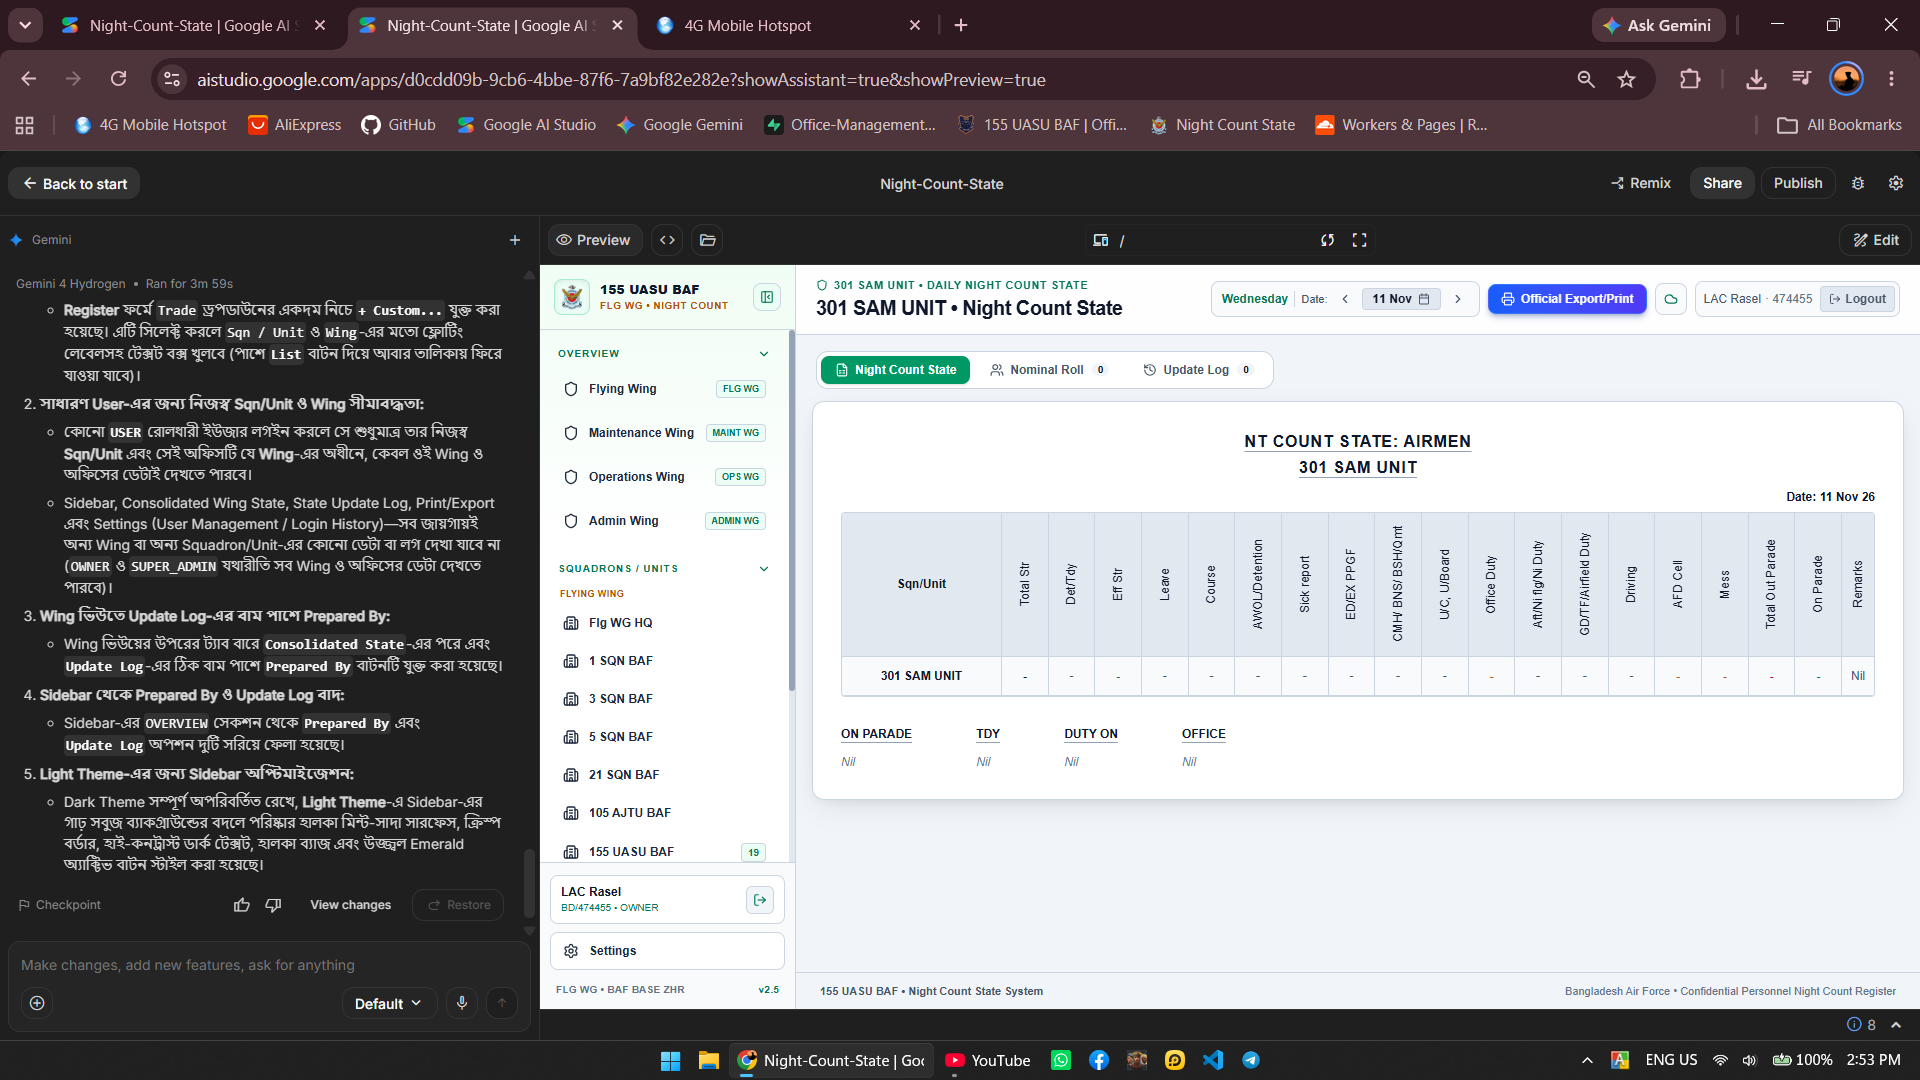 Night-Count-State | Google AI S
Night-Count-State | Google AI S
4G Mobile Hotspot
Ask Gemini
aistudio.google.com/apps/d0cdd09b-9cb6-4bbe-87f6-7a9bf82e282e?showAssistant=true&showPreview=true
4G Mobile Hotspot
AliExpress
GitHub
Google AI Studio
Google Gemini
Office-Management...
155 UASU BAF | Offi...
Night Count State
Workers & Pages | R...
All Bookmarks
Back to start
Night-Count-State
Remix
Share
Publish
Gemini
Preview
/
Edit
Gemini 4 Hydrogen • Ran for 3m 59s
Register ফর্মে Trade ড্রপডাউনের একদম নিচে + Custom... যুক্ত করা
হয়েছে। এটি সিলেক্ট করলে Sqn / Unit ও Wing-এর মতো ফ্লোটিং
লেবেলসহ টেক্সট বক্স খুলবে (পাশে List বাটন দিয়ে আবার তালিকায় ফিরে
যাওয়া যাবে)।
2. সাধারণ User-এর জন্য নিজস্ব Sqn/Unit ও Wing সীমাবদ্ধতা:
কোনো USER রোলধারী ইউজার লগইন করলে সে শুধুমাত্র তার নিজস্ব
Sqn/Unit এবং সেই অফিসটি যে Wing-এর অধীনে, কেবল ওই Wing ও
অফিসের ডেটাই দেখতে পারবে।
Sidebar, Consolidated Wing State, State Update Log, Print/Export
এবং Settings (User Management / Login History)—সব জায়গায়ই
অন্য Wing বা অন্য Squadron/Unit-এর কোনো ডেটা বা লগ দেখা যাবে না
(OWNER ও SUPER_ADMIN যথারীতি সব Wing ও অফিসের ডেটা দেখতে
পারবে)।
3. Wing ভিউতে Update Log-এর বাম পাশে Prepared By:
Wing ভিউয়ের উপরের ট্যাব বারে Consolidated State-এর পরে এবং
Update Log-এর ঠিক বাম পাশে Prepared By বাটনটি যুক্ত করা হয়েছে।
4. Sidebar থেকে Prepared By ও Update Log বাদ:
Sidebar-এর OVERVIEW সেকশন থেকে Prepared By এবং
Update Log অপশন দুটি সরিয়ে ফেলা হয়েছে।
5. Light Theme-এর জন্য Sidebar অপ্টিমাইজেশন:
Dark Theme সম্পূর্ণ অপরিবর্তিত রেখে, Light Theme-এ Sidebar-এর
গাঢ় সবুজ ব্যাকগ্রাউন্ডের বদলে পরিষ্কার হালকা মিন্ট-সাদা সারফেস, ক্রিস্প
বর্ডার, হাই-কনট্রাস্ট ডার্ক টেক্সট, হালকা ব্যাজ এবং উজ্জ্বল Emerald
অ্যাক্টিভ বাটন স্টাইল করা হয়েছে।
Checkpoint
View changes
Restore
Make changes, add new features, ask for anything
Default
155 UASU BAF
FLG WG • NIGHT COUNT
OVERVIEW
Flying Wing FLG WG
Maintenance Wing MAINT WG
Operations Wing OPS WG
Admin Wing ADMIN WG
SQUADRONS / UNITS
FLYING WING
Flg WG HQ
1 SQN BAF
3 SQN BAF
5 SQN BAF
21 SQN BAF
105 AJTU BAF
155 UASU BAF 19
LAC Rasel
BD/474455 • OWNER
Settings
FLG WG • BAF BASE ZHR v2.5
301 SAM UNIT • DAILY NIGHT COUNT STATE
301 SAM UNIT • Night Count State
Wednesday
Date:
11 Nov
Official Export/Print
LAC Rasel · 474455
Logout
Night Count State
Nominal Roll 0
Update Log 0
NT COUNT STATE: AIRMEN
301 SAM UNIT
Date: 11 Nov 26
Sqn/Unit
Total Str
Det/Tdy
Eff Str
Leave
Course
AWOL/Detention
Sick report
ED/EX PPGF
CMH/ BNS/ BSH/Qmt
U/C, U/Board
Office Duty
Aft/Ni flg/Ni Duty
GD/TF/Airfield Duty
Driving
AFD Cell
Mess
Total Out Parade
On Parade
Remarks
301 SAM UNIT - - - - - - - - - - - - - - - - - - Nil
ON PARADE TDY DUTY ON OFFICE
Nil Nil Nil Nil
155 UASU BAF • Night Count State System
Bangladesh Air Force • Confidential Personnel Night Count Register
8
Night-Count-State | Goo
YouTube
ENG US
100%
2:53 PM